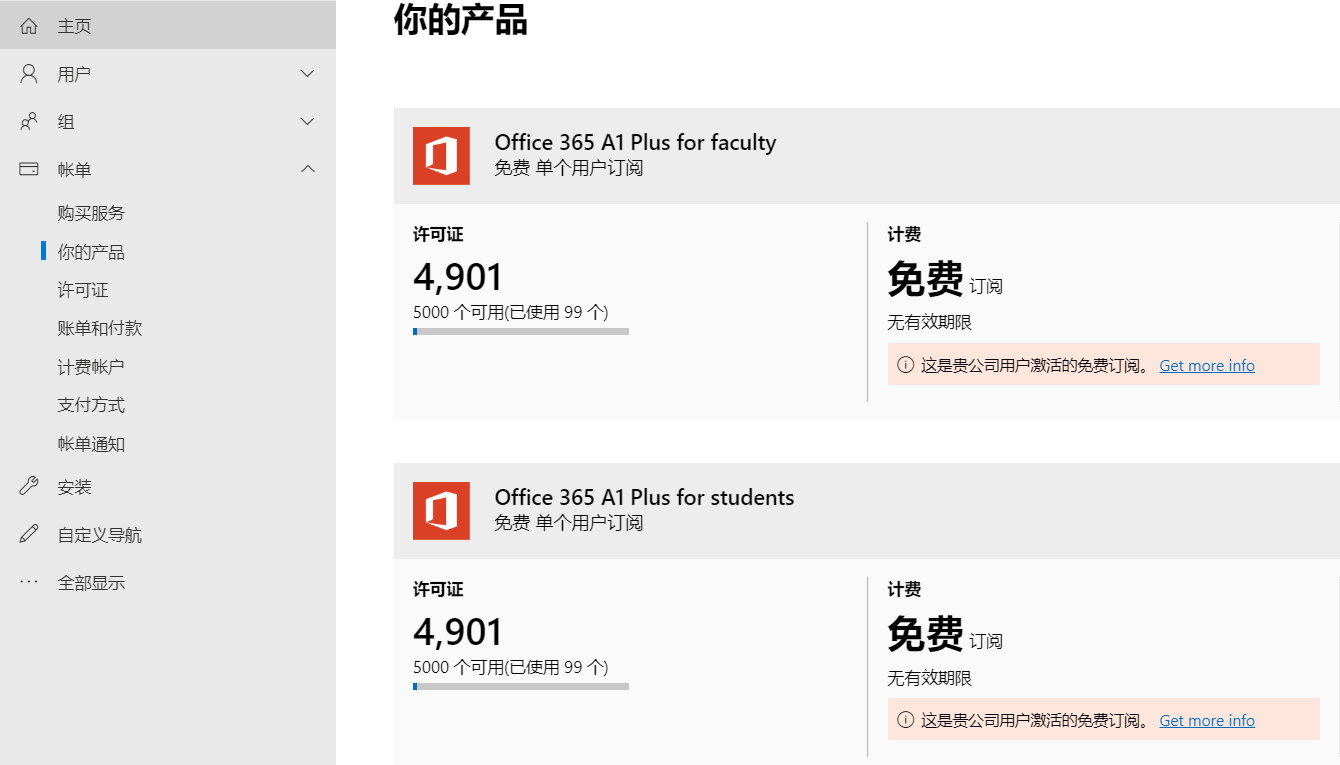 主页
用户
组
帐单
购买服务
你的产品
许可证
账单和付款
计费帐户
支付方式
帐单通知
安装
自定义导航
全部显示
你的产品
Office 365 A1 Plus for faculty
免费 单个用户订阅
许可证
4,901
5000 个可用(已使用 99 个)
计费
免费 订阅
无有效期限
这是贵公司用户激活的免费订阅。 Get more info
Office 365 A1 Plus for students
免费 单个用户订阅
许可证
4,901
5000 个可用(已使用 99 个)
计费
免费 订阅
无有效期限
这是贵公司用户激活的免费订阅。 Get more info